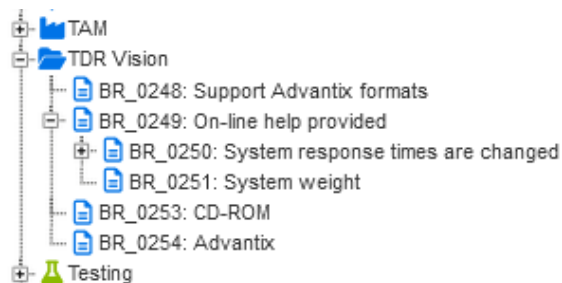 TAM
TDR Vision
BR_0248: Support Advantix formats
BR_0249: On-line help provided
BR_0250: System response times are changed
BR_0251: System weight
BR_0253: CD-ROM
BR_0254: Advantix
Testing